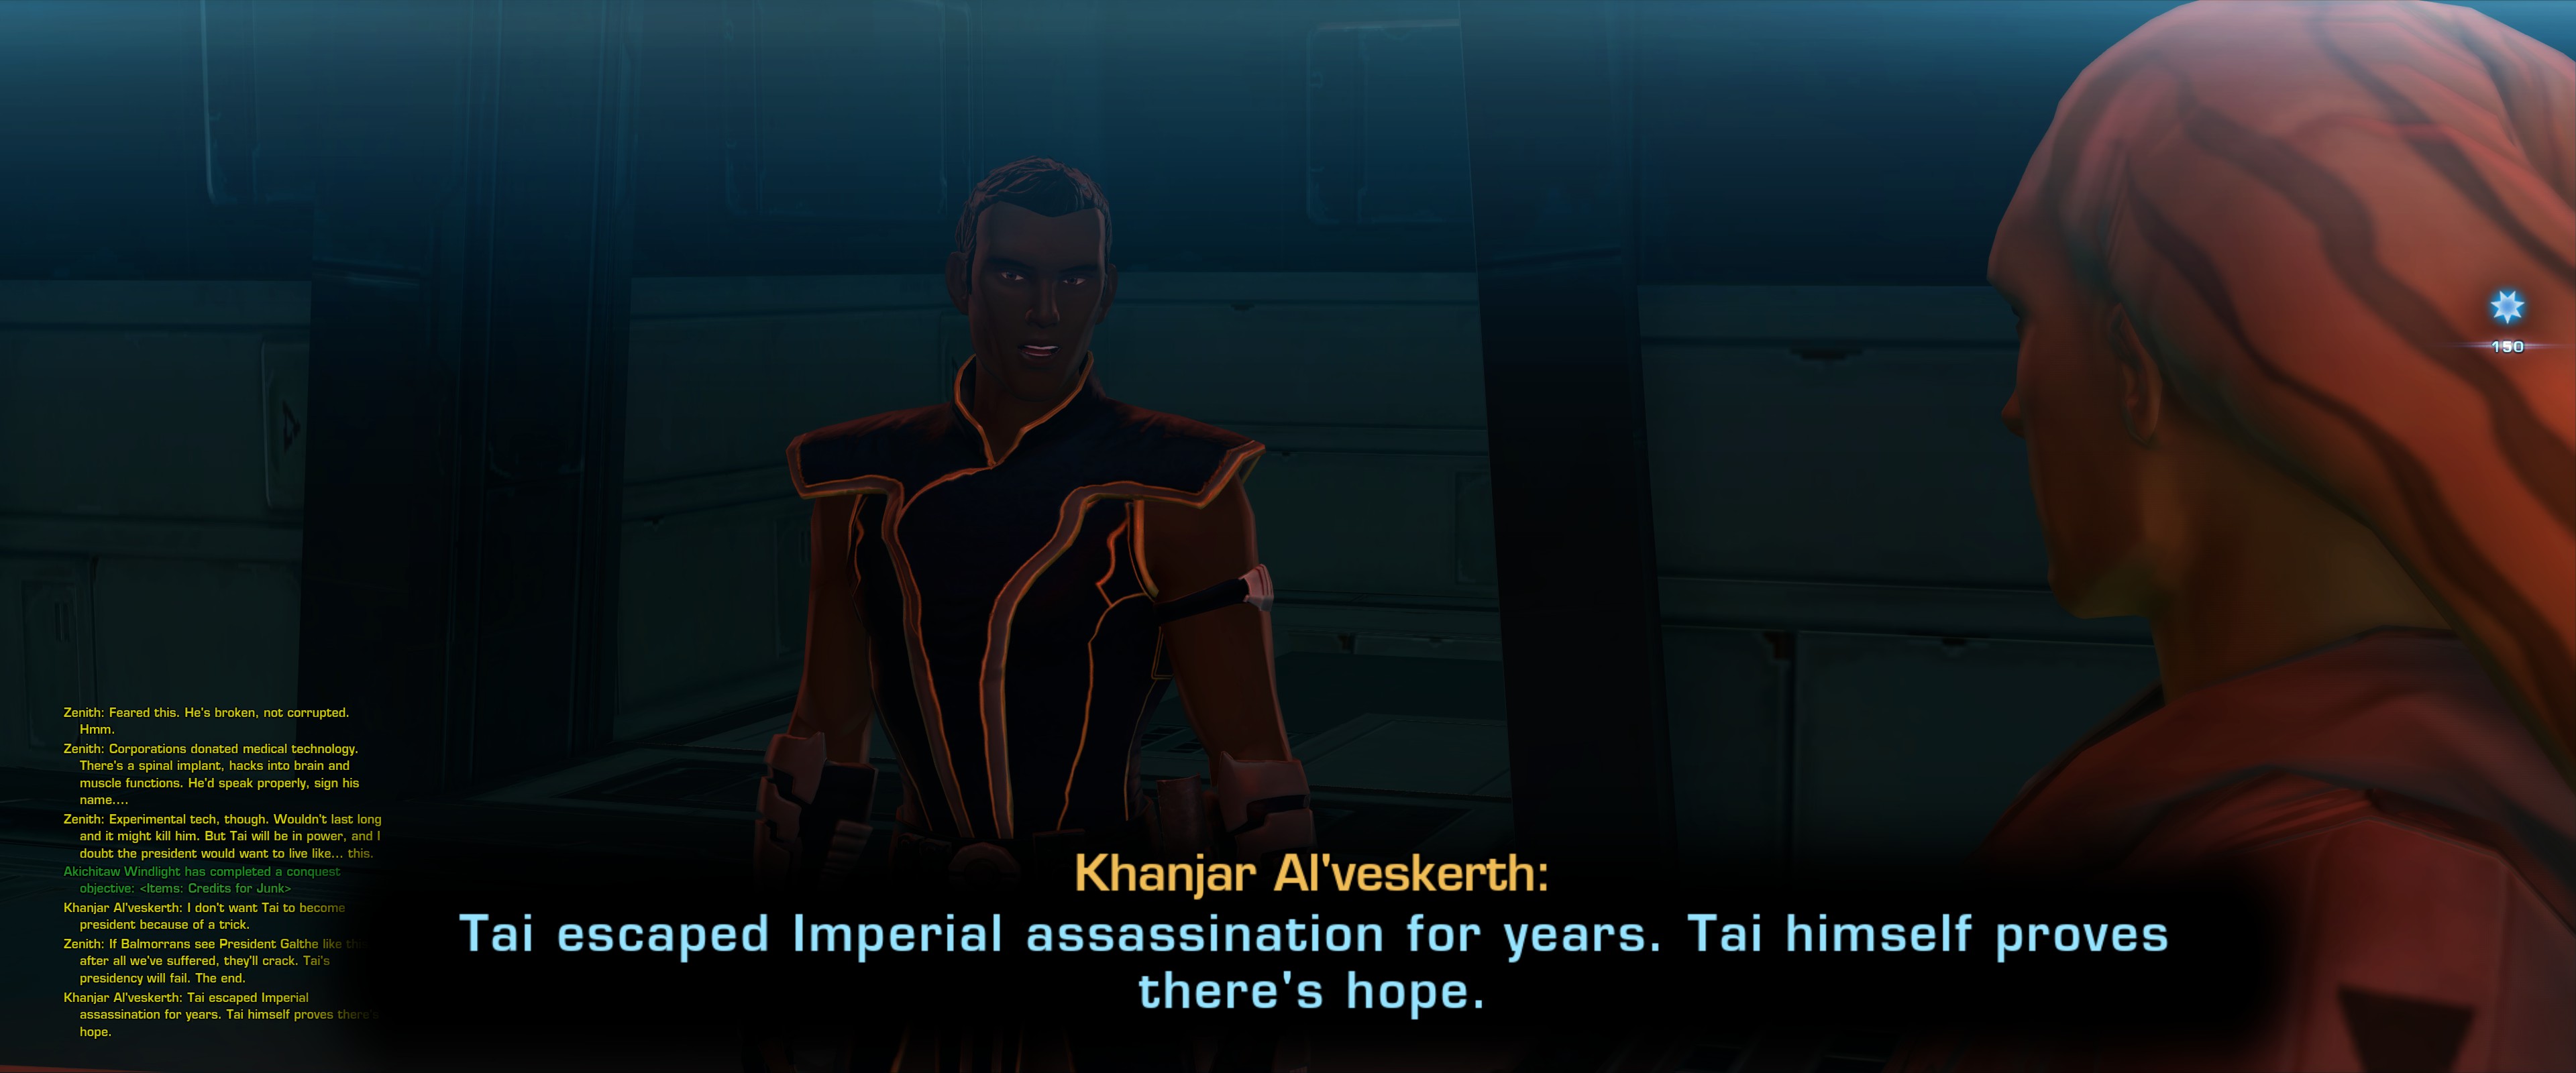 150
Zenith: Feared this. He's broken, not corrupted.
Hmm.
Zenith: Corporations donated medical technology.
There's a spinal implant, hacks into brain and
muscle functions. He'd speak properly, sign his
name....
Zenith: Experimental tech, though. Wouldn't last long
and it might kill him. But Tai will be in power, and I
doubt the president would want to live like... this.
Akichitaw Windlight has completed a conquest
objective: <Items: Credits for Junk>
Khanjar Al'veskerth: I don't want Tai to become
president because of a trick.
Zenith: If Balmorrans see President Galthe like this
after all we've suffered, they'll crack. Tai's
presidency will fail. The end.
Khanjar Al'veskerth: Tai escaped Imperial
assassination for years. Tai himself proves there's
hope.
Khanjar Al'veskerth:
Tai escaped Imperial assassination for years. Tai himself proves
there's hope.